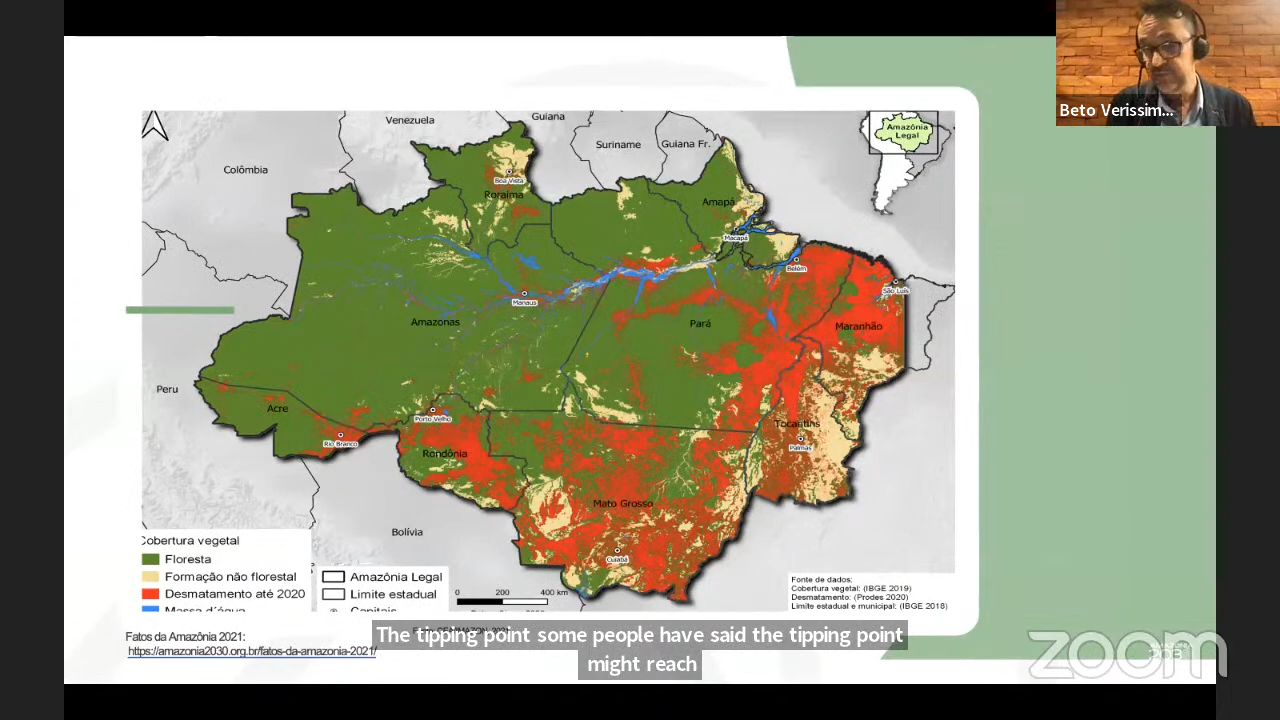 Beto Verissim...
Venezuela
Guiana
Suriname
Guiana Fr.
Colômbia
Amazônia
Legal
Boa Vista
Roraima
Amapá
Macapá
Belém
São Luís
Manaus
Amazonas
Pará
Maranhão
Peru
Acre
Porto Velho
Rio Branco
Rondônia
Tocantins
Palmas
Mato Grosso
Bolívia
Cuiabá
Cobertura vegetal
Floresta
Formação não florestal
Desmatamento até 2020
Massa d´água
Amazônia Legal
Limite estadual
Capitais
0 200 400 km
Fonte de dados:
Cobertura vegetal: (IBGE 2019)
Desmatamento: (Prodes 2020)
Limite estadual e municipal: (IBGE 2018)
Fatos da Amazônia 2021:
https://amazonia2030.org.br/fatos-da-amazonia-2021/
The tipping point some people have said the tipping point
might reach
zoom